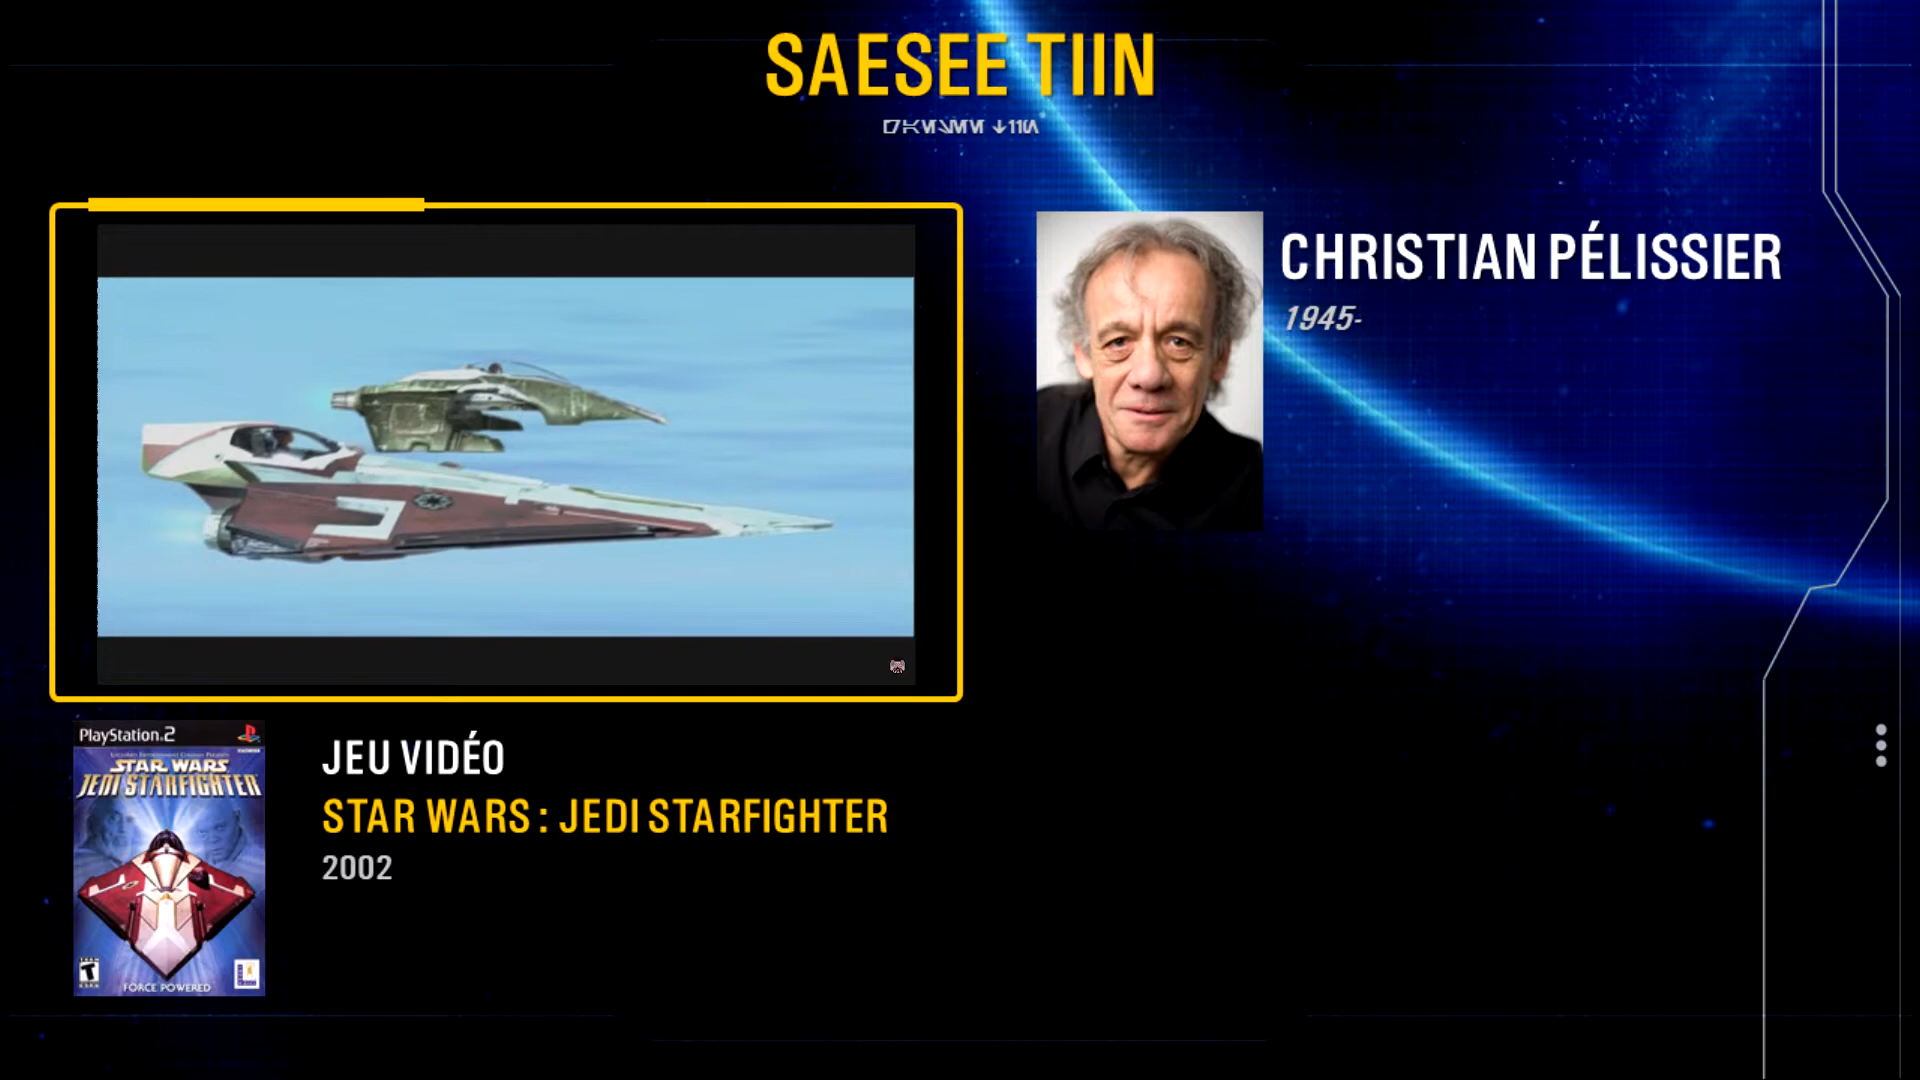 SAESEE TIIN
CHRISTIAN PÉLISSIER
1945-
PlayStation.2
STAR WARS
JEDI STARFIGHTER
FORCE POWERED
JEU VIDÉO
STAR WARS : JEDI STARFIGHTER
2002